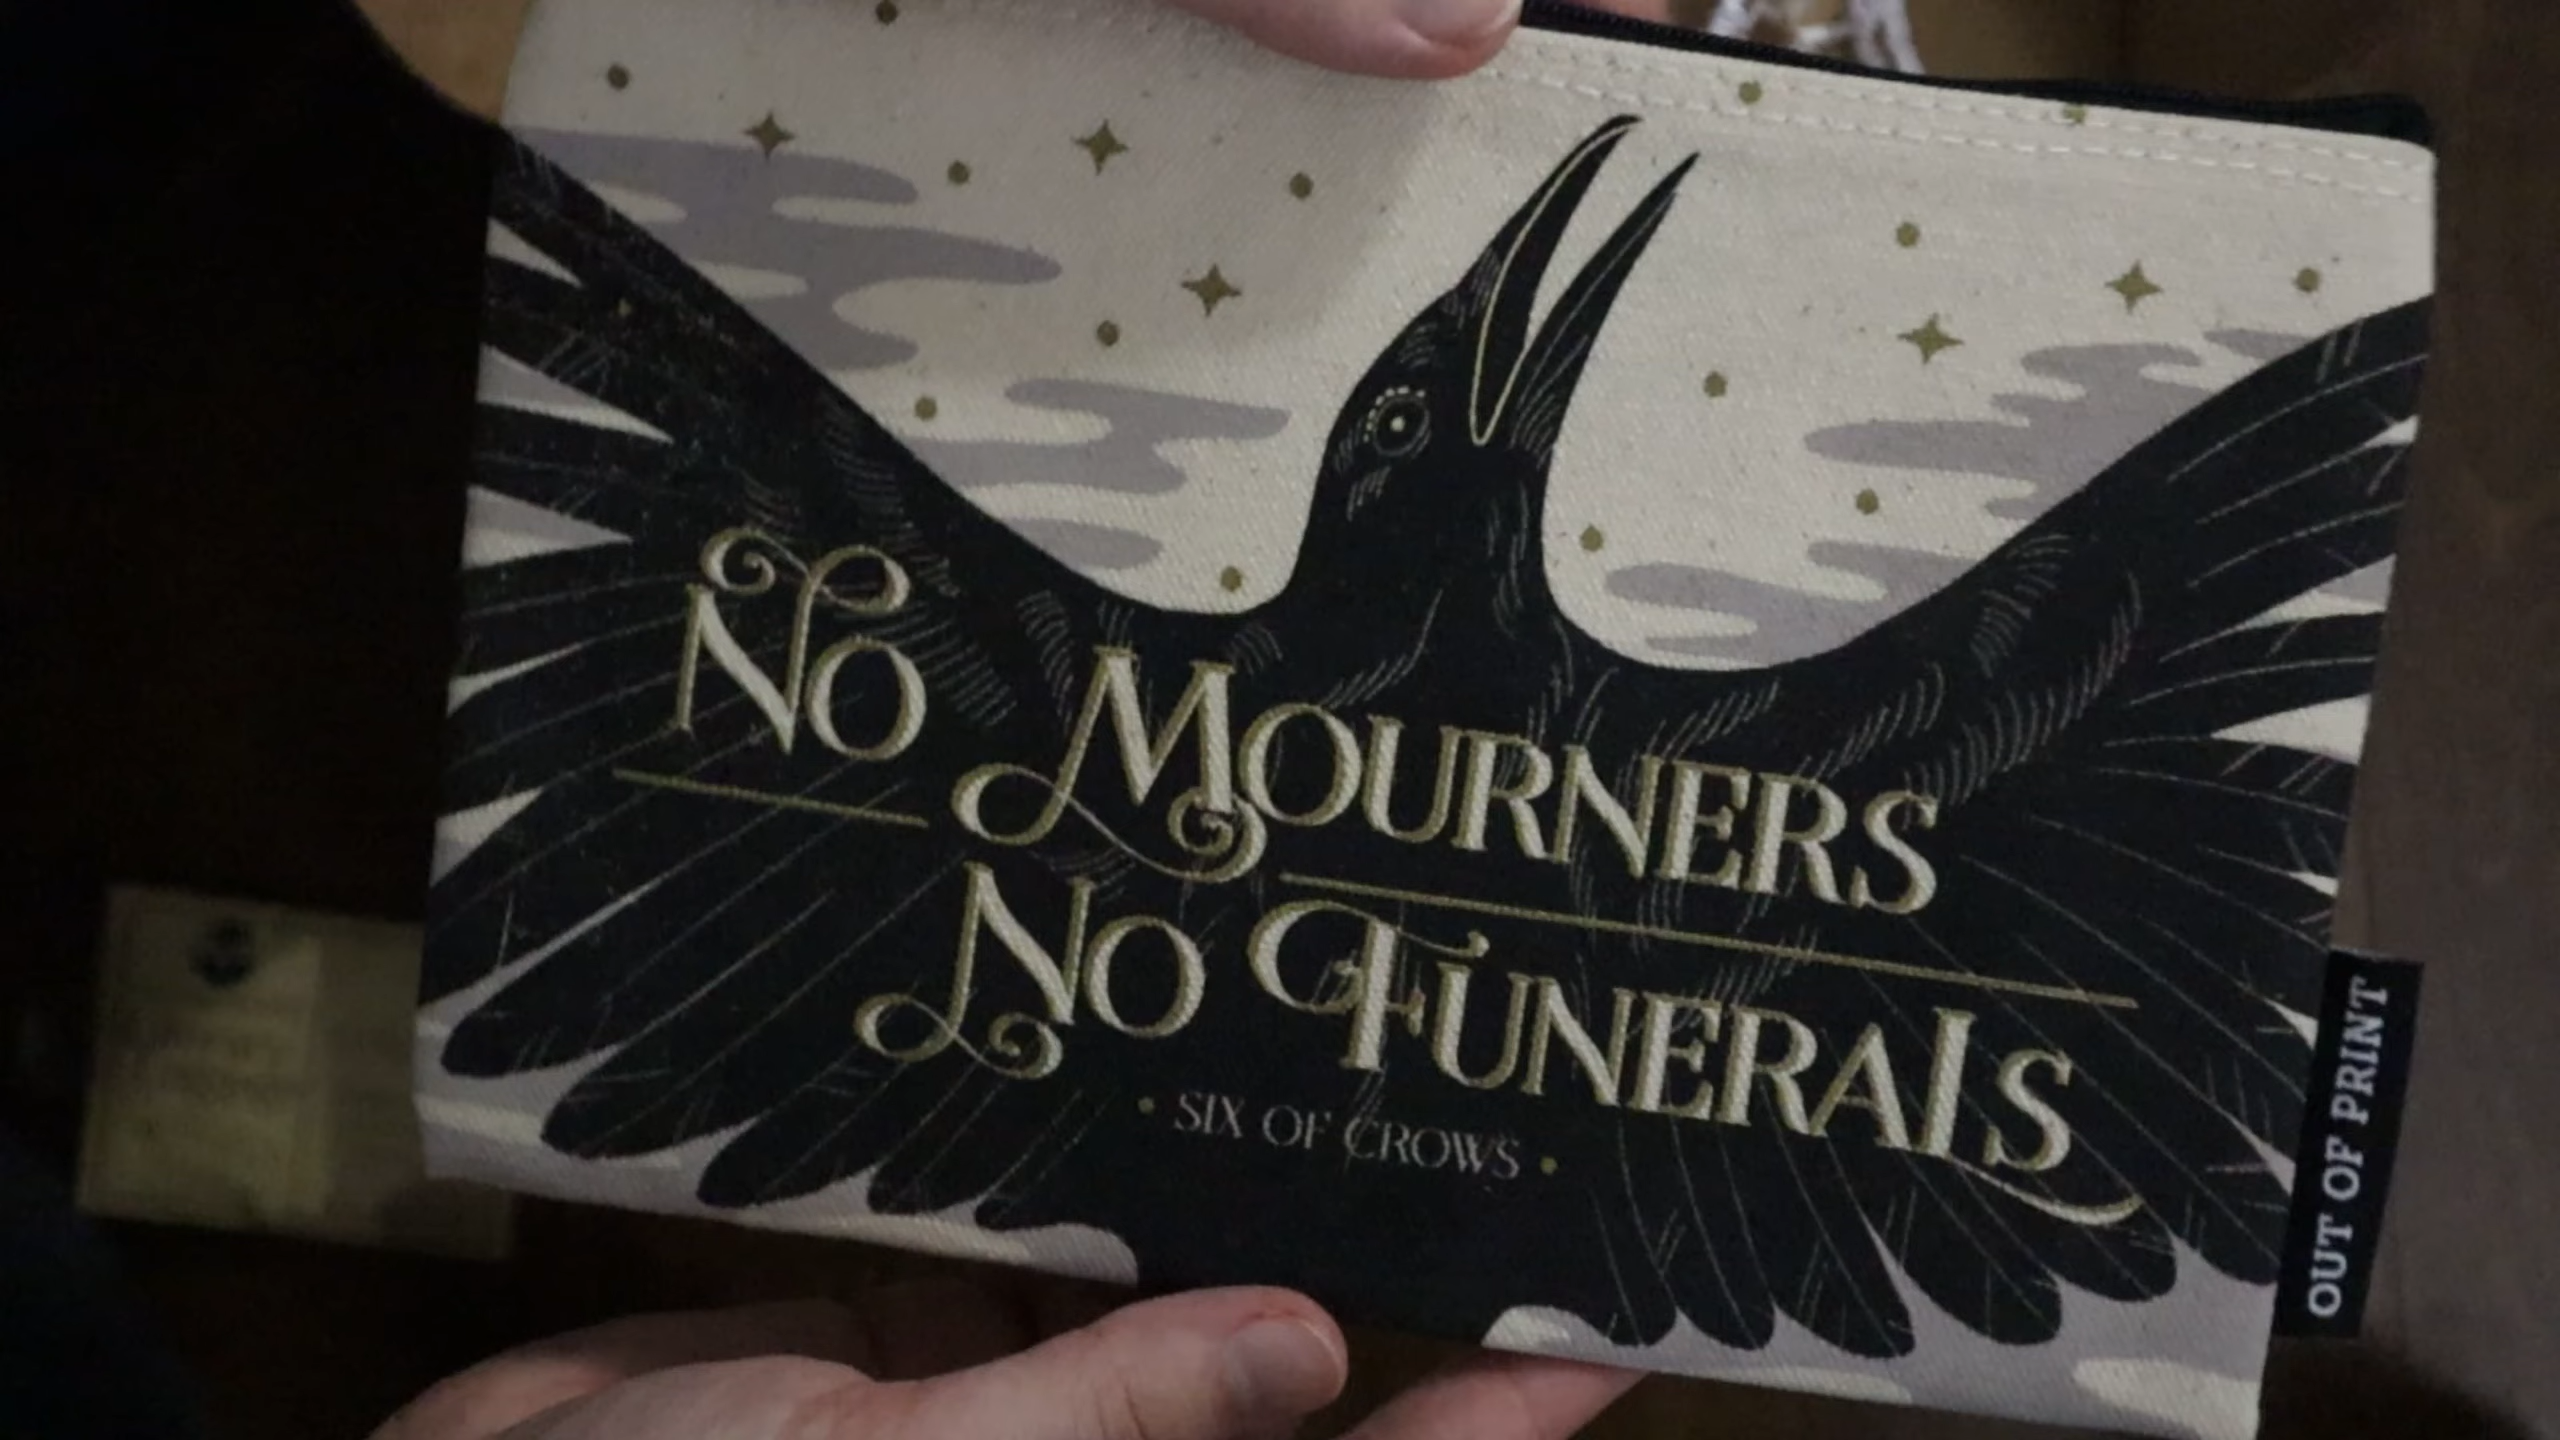 No Mourners
No Funerals
• SIX OF CROWS •
OUT OF PRINT